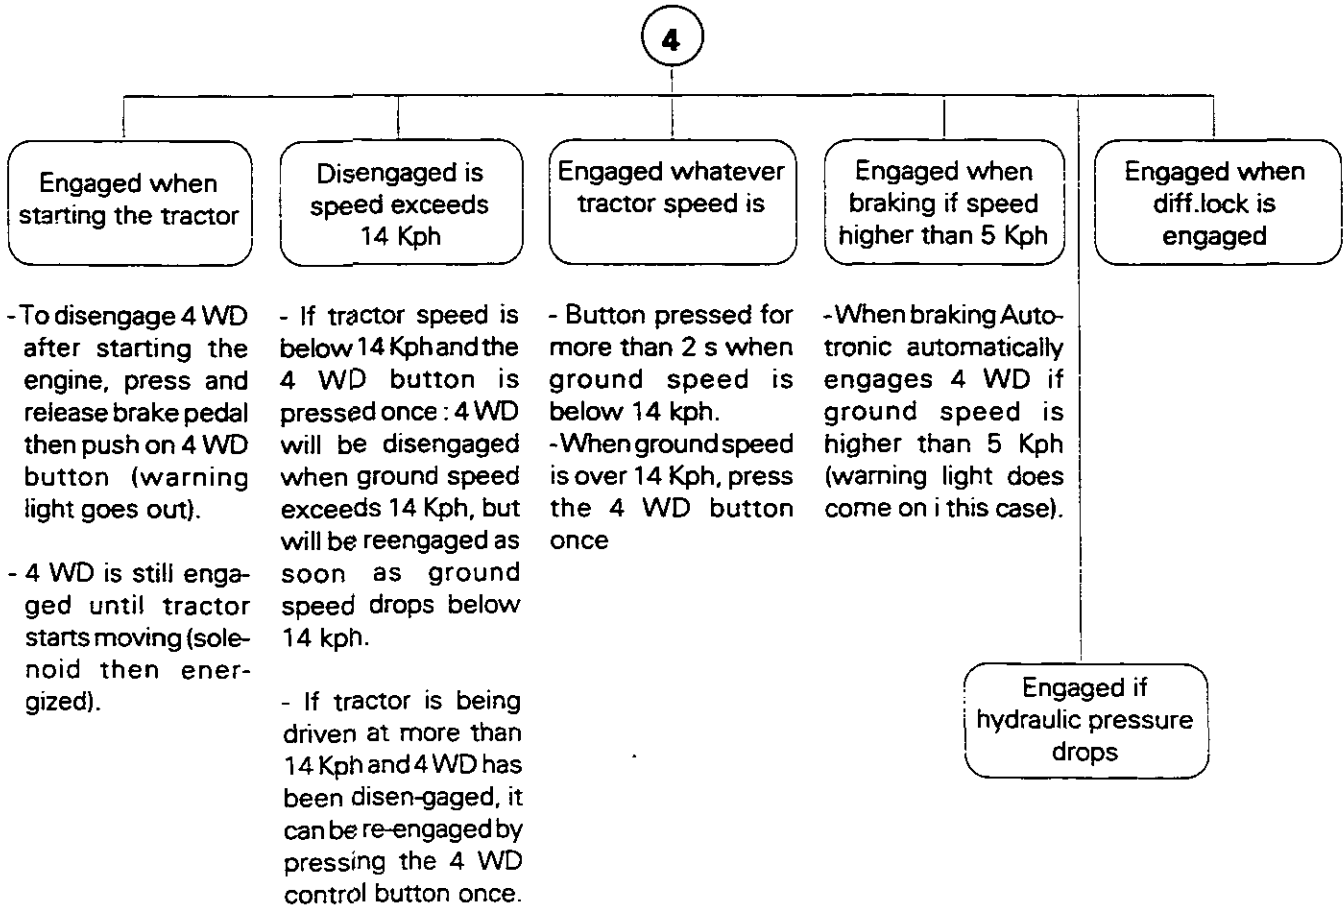 4
Engaged when
starting the tractor
Disengaged is
speed exceeds
14 Kph
Engaged whatever
tractor speed is
Engaged when
braking if speed
higher than 5 Kph
Engaged when
diff.lock is
engaged
- To disengage 4 WD
after starting the
engine, press and
release brake pedal
then push on 4 WD
button (warning
light goes out).
- 4 WD is still enga-
ged until tractor
starts moving (sole-
noid then ener-
gized).
- If tractor speed is
below 14 Kph and the
4 WD button is
pressed once : 4 WD
will be disengaged
when ground speed
exceeds 14 Kph, but
will be reengaged as
soon as ground
speed drops below
14 kph.
- If tractor is being
driven at more than
14 Kph and 4 WD has
been disen-gaged, it
can be re-engaged by
pressing the 4 WD
control button once.
- Button pressed for
more than 2 s when
ground speed is
below 14 kph.
- When ground speed
is over 14 Kph, press
the 4 WD button
once
- When braking Auto-
tronic automatically
engages 4 WD if
ground speed is
higher than 5 Kph
(warning light does
come on i this case).
Engaged if
hydraulic pressure
drops